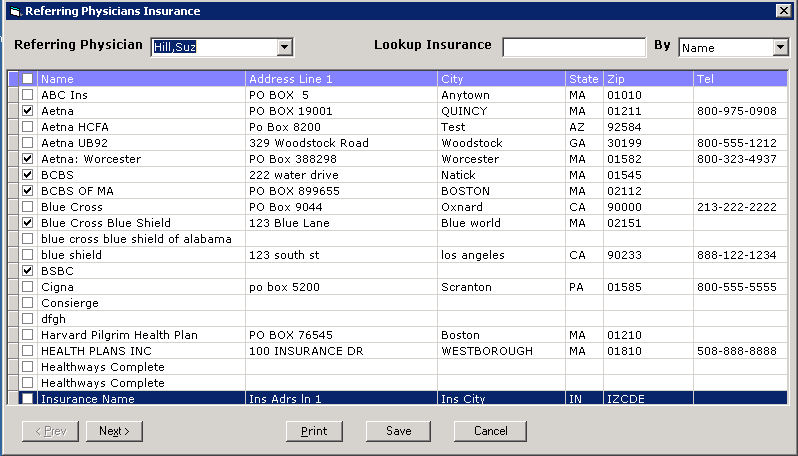 Referring Physicians Insurance
Referring Physician Hill,Suz Lookup Insurance By Name
Name Address Line 1 City State Zip Tel
ABC Ins PO BOX 5 Anytown MA 01010
Aetna PO BOX 19001 QUINCY MA 01211 800-975-0908
Aetna HCFA Po Box 8200 Test AZ 92584
Aetna UB92 329 Woodstock Road Woodstock GA 30199 800-555-1212
Aetna: Worcester PO Box 388298 Worcester MA 01582 800-323-4937
BCBS 222 water drive Natick MA 01545
BCBS OF MA PO BOX 899655 BOSTON MA 02112
Blue Cross PO Box 9044 Oxnard CA 90000 213-222-2222
Blue Cross Blue Shield 123 Blue Lane Blue world MA 02151
blue cross blue shield of alabama
blue shield 123 south st los angeles CA 90233 888-122-1234
BSBC
Cigna po box 5200 Scranton PA 01585 800-555-5555
Consierge
dfgh
Harvard Pilgrim Health Plan PO BOX 76545 Boston MA 01210
HEALTH PLANS INC 100 INSURANCE DR WESTBOROUGH MA 01810 508-888-8888
Healthways Complete
Healthways Complete
Insurance Name Ins Adrs ln 1 Ins City IN IZCDE
< Prev Next > Print Save Cancel